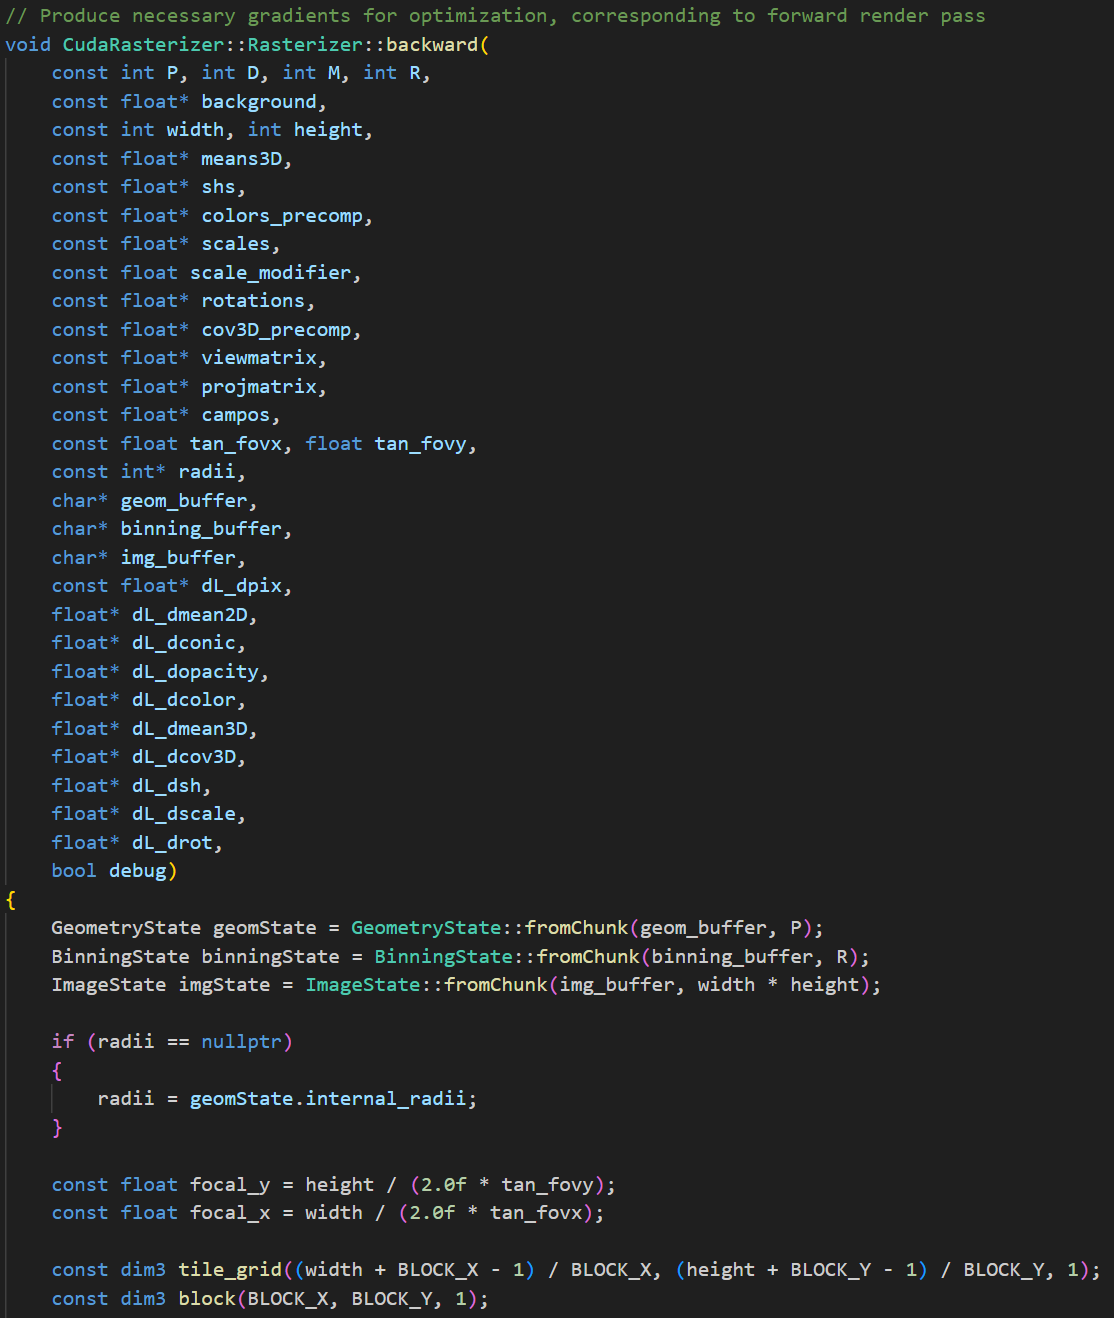 // Produce necessary gradients for optimization, corresponding to forward render pass
void CudaRasterizer::Rasterizer::backward(
    const int P, int D, int M, int R,
    const float* background,
    const int width, int height,
    const float* means3D,
    const float* shs,
    const float* colors_precomp,
    const float* scales,
    const float scale_modifier,
    const float* rotations,
    const float* cov3D_precomp,
    const float* viewmatrix,
    const float* projmatrix,
    const float* campos,
    const float tan_fovx, float tan_fovy,
    const int* radii,
    char* geom_buffer,
    char* binning_buffer,
    char* img_buffer,
    const float* dL_dpix,
    float* dL_dmean2D,
    float* dL_dconic,
    float* dL_dopacity,
    float* dL_dcolor,
    float* dL_dmean3D,
    float* dL_dcov3D,
    float* dL_dsh,
    float* dL_dscale,
    float* dL_drot,
    bool debug)
{
    GeometryState geomState = GeometryState::fromChunk(geom_buffer, P);
    BinningState binningState = BinningState::fromChunk(binning_buffer, R);
    ImageState imgState = ImageState::fromChunk(img_buffer, width * height);

    if (radii == nullptr)
    {
        radii = geomState.internal_radii;
    }

    const float focal_y = height / (2.0f * tan_fovy);
    const float focal_x = width / (2.0f * tan_fovx);

    const dim3 tile_grid((width + BLOCK_X - 1) / BLOCK_X, (height + BLOCK_Y - 1) / BLOCK_Y, 1);
    const dim3 block(BLOCK_X, BLOCK_Y, 1);